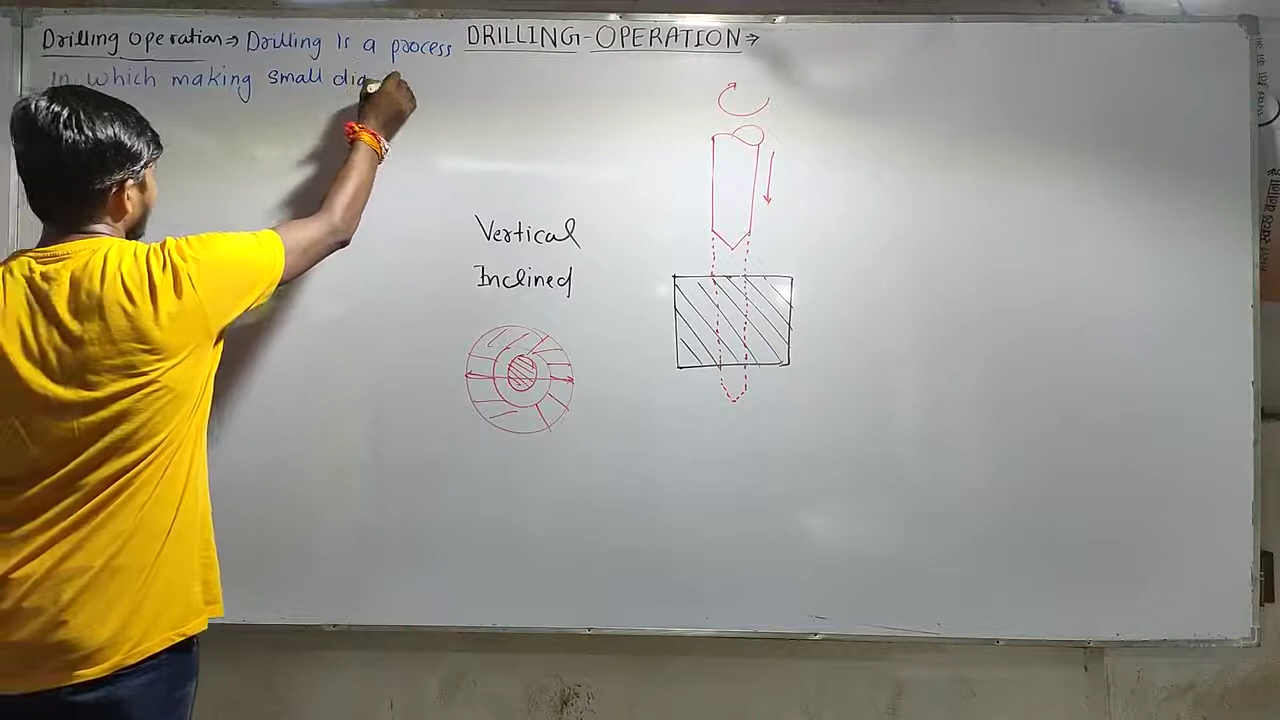 Drilling operation→ Drilling Is a process
In which making small dia
DRILLING-OPERATION→
Vertical
Inclined